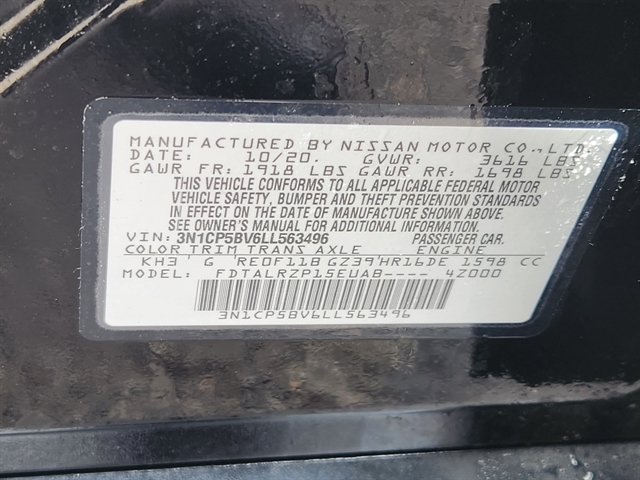 MANUFACTURED BY NISSAN MOTOR CO.,LTD.
DATE: 10/20. GVWR: 3616 LBS
GAWR FR: 1918 LBS GAWR RR: 1698 LBS
THIS VEHICLE CONFORMS TO ALL APPLICABLE FEDERAL MOTOR
VEHICLE SAFETY, BUMPER AND THEFT PREVENTION STANDARDS
IN EFFECT ON THE DATE OF MANUFACTURE SHOWN ABOVE.
SEE OWNER'S MANUAL FOR ADDITIONAL INFORMATION.
VIN: 3N1CP5BV6LL563496 PASSENGER CAR.
COLOR TRIM TRANS AXLE ENGINE
KH3 G RE0F11B GZ39 HR16DE 1598 CC
MODEL: FDTALRZP15EUAB---- 4Z000
3N1CP5BV6LL563496